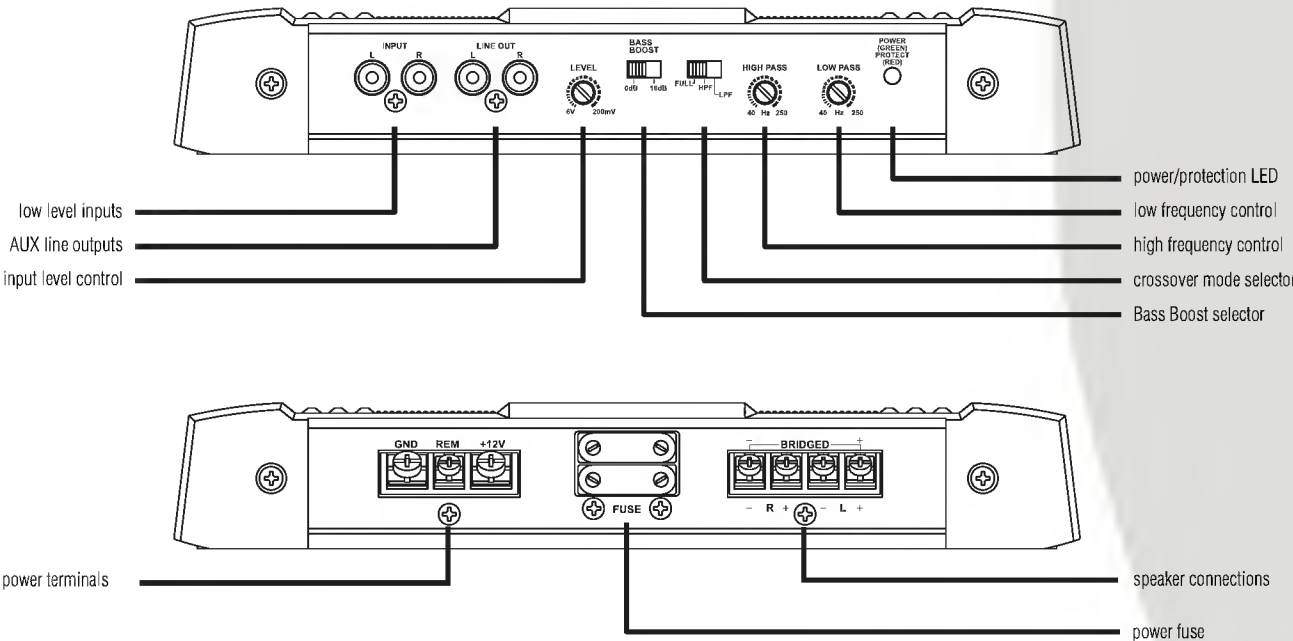 INPUT
L R
LINE OUT
L R
LEVEL
6V 200mV
BASS
BOOST
0dB 18dB
FULL HPF LPF
HIGH PASS
40 Hz 250
LOW PASS
40 Hz 250
POWER
(GREEN)
PROTECT
(RED)
low level inputs
AUX line outputs
input level control
power/protection LED
low frequency control
high frequency control
crossover mode selector
Bass Boost selector
GND REM +12V
FUSE
- BRIDGED +
- R + - L +
power terminals
speaker connections
power fuse